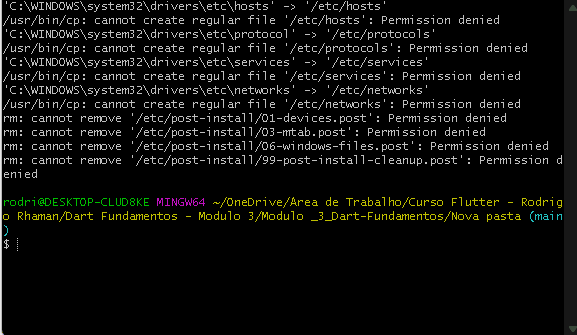 'C:\WINDOWS\system32\drivers\etc\hosts' -> '/etc/hosts'
/usr/bin/cp: cannot create regular file '/etc/hosts': Permission denied
'C:\WINDOWS\system32\drivers\etc\protocol' -> '/etc/protocols'
/usr/bin/cp: cannot create regular file '/etc/protocols': Permission denied
'C:\WINDOWS\system32\drivers\etc\services' -> '/etc/services'
/usr/bin/cp: cannot create regular file '/etc/services': Permission denied
'C:\WINDOWS\system32\drivers\etc\networks' -> '/etc/networks'
/usr/bin/cp: cannot create regular file '/etc/networks': Permission denied
rm: cannot remove '/etc/post-install/01-devices.post': Permission denied
rm: cannot remove '/etc/post-install/03-mtab.post': Permission denied
rm: cannot remove '/etc/post-install/06-windows-files.post': Permission denied
rm: cannot remove '/etc/post-install/99-post-install-cleanup.post': Permission d
enied
rodri@DESKTOP-CLUD8KE MINGW64 ~/OneDrive/Área de Trabalho/Curso Flutter - Rodrig
o Rhaman/Dart Fundamentos - Modulo 3/Modulo _3_Dart-Fundamentos/Nova pasta (main
)
$